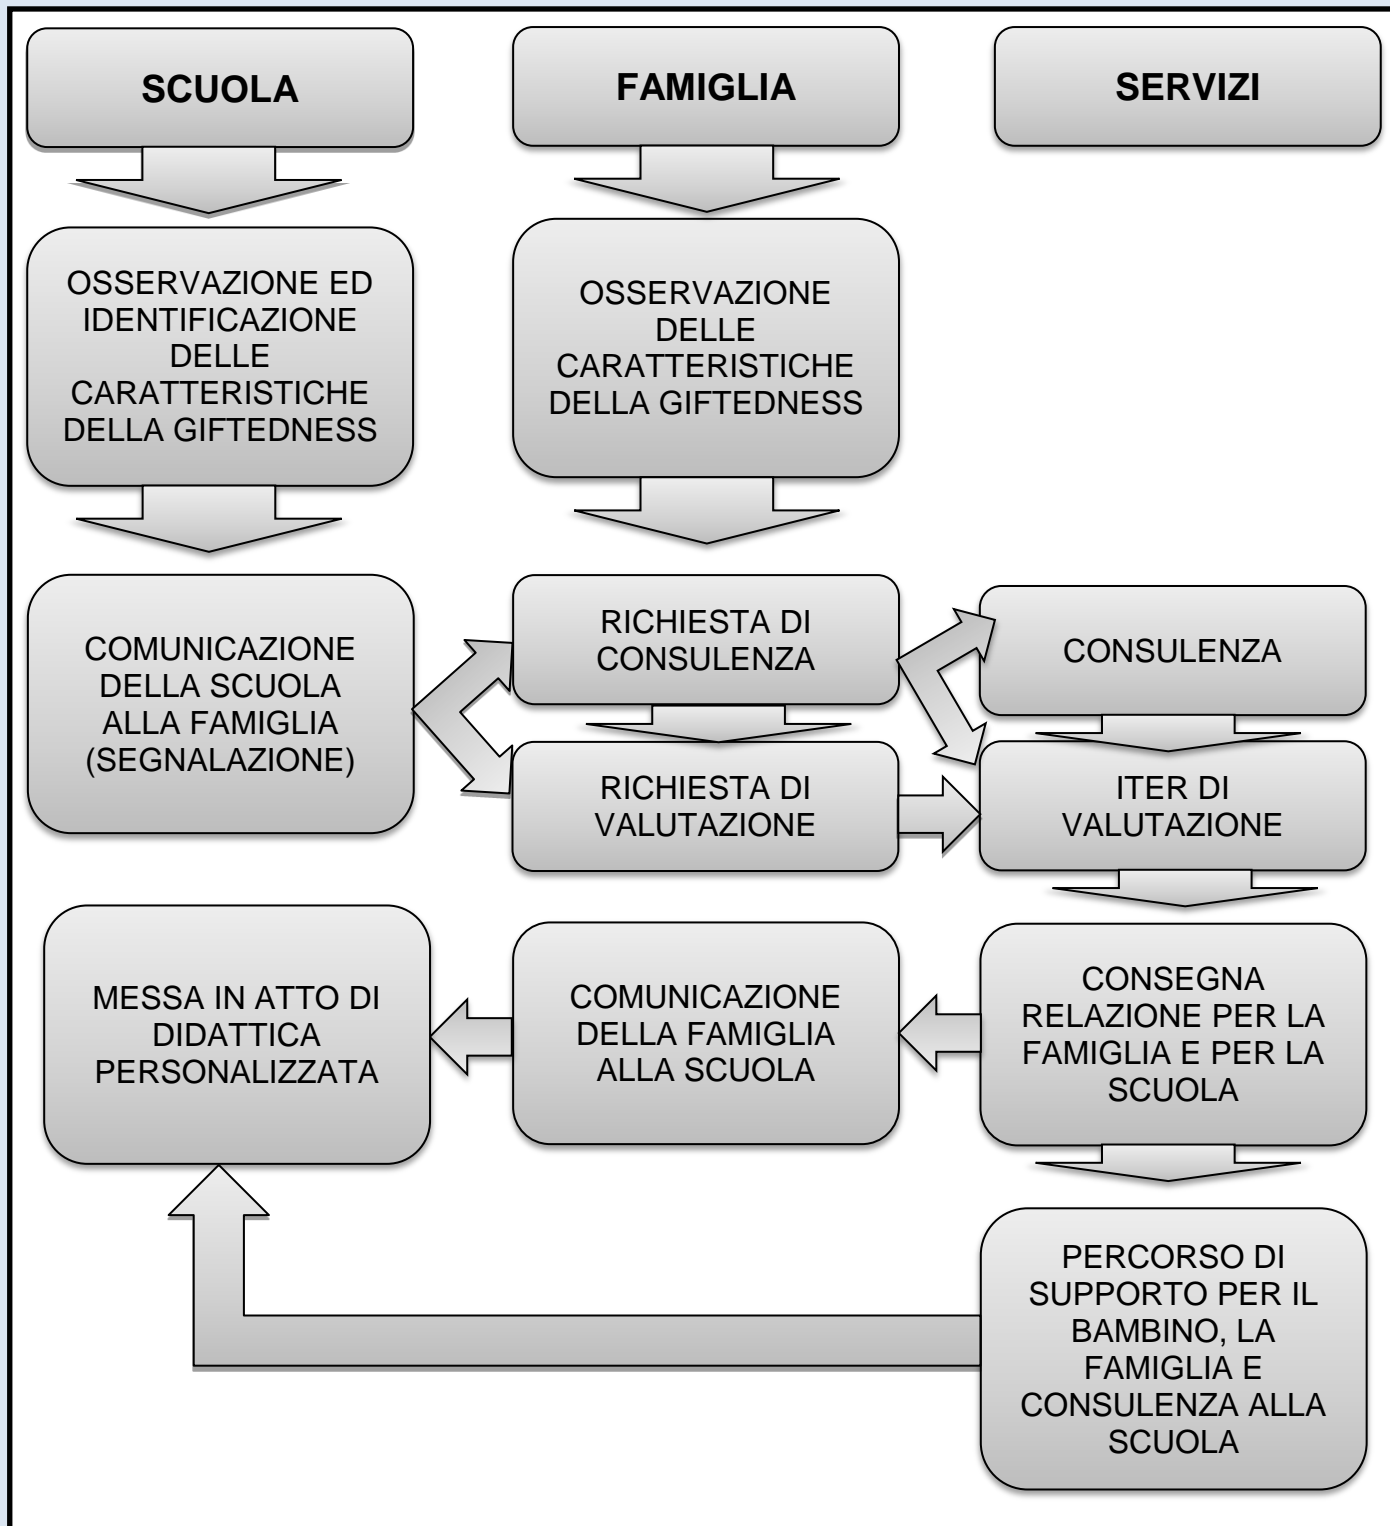 SCUOLA
FAMIGLIA
SERVIZI
OSSERVAZIONE ED
IDENTIFICAZIONE
DELLE
CARATTERISTICHE
DELLA GIFTEDNESS
OSSERVAZIONE
DELLE
CARATTERISTICHE
DELLA GIFTEDNESS
COMUNICAZIONE
DELLA SCUOLA
ALLA FAMIGLIA
(SEGNALAZIONE)
RICHIESTA DI
CONSULENZA
CONSULENZA
RICHIESTA DI
VALUTAZIONE
ITER DI
VALUTAZIONE
MESSA IN ATTO DI
DIDATTICA
PERSONALIZZATA
COMUNICAZIONE
DELLA FAMIGLIA
ALLA SCUOLA
CONSEGNA
RELAZIONE PER LA
FAMIGLIA E PER LA
SCUOLA
PERCORSO DI
SUPPORTO PER IL
BAMBINO, LA
FAMIGLIA E
CONSULENZA ALLA
SCUOLA